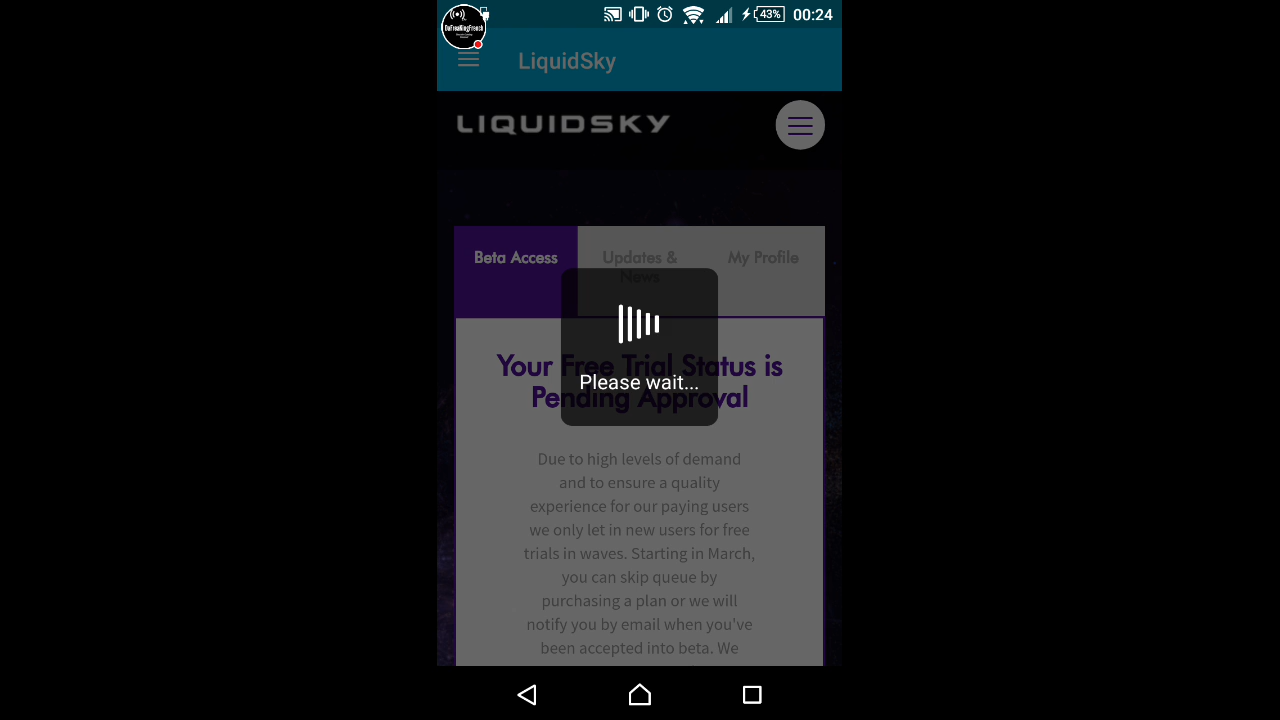 43% 00:24
DaFreaKingFrench
LiquidSky
LIQUIDSKY
Beta Access
Updates &
News
My Profile
Your Free Trial Status is
Please wait...
Pending Approval
Due to high levels of demand
and to ensure a quality
experience for our paying users
we only let in new users for free
trials in waves. Starting in March,
you can skip queue by
purchasing a plan or we will
notify you by email when you've
been accepted into beta. We